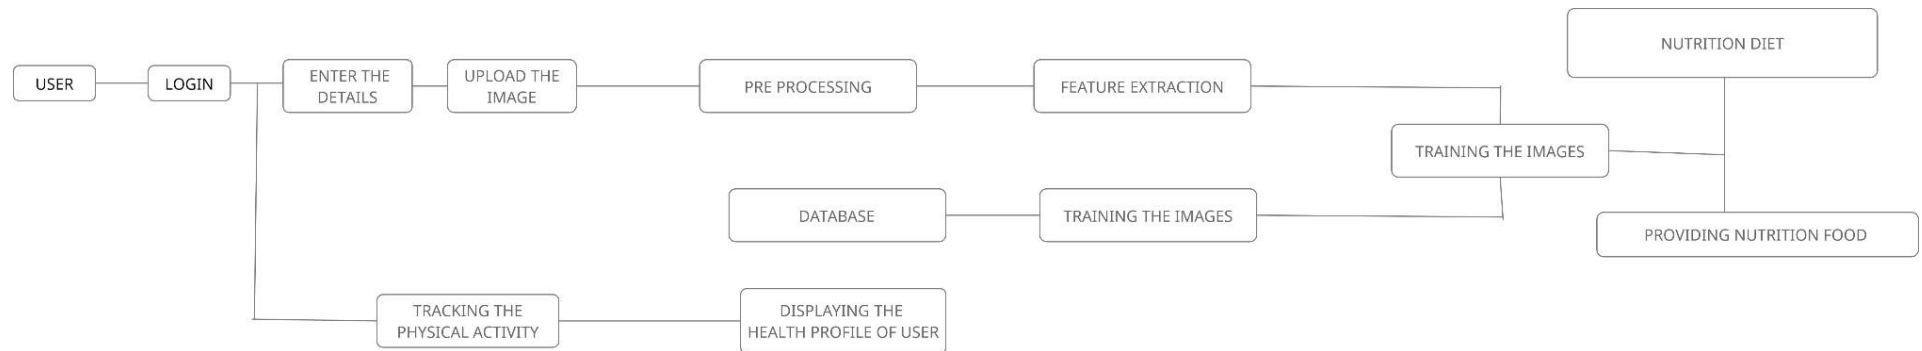 USER
LOGIN
ENTER THE
DETAILS
UPLOAD THE
IMAGE
PRE PROCESSING
FEATURE EXTRACTION
NUTRITION DIET
TRAINING THE IMAGES
DATABASE
TRAINING THE IMAGES
PROVIDING NUTRITION FOOD
TRACKING THE
PHYSICAL ACTIVITY
DISPLAYING THE
HEALTH PROFILE OF USER